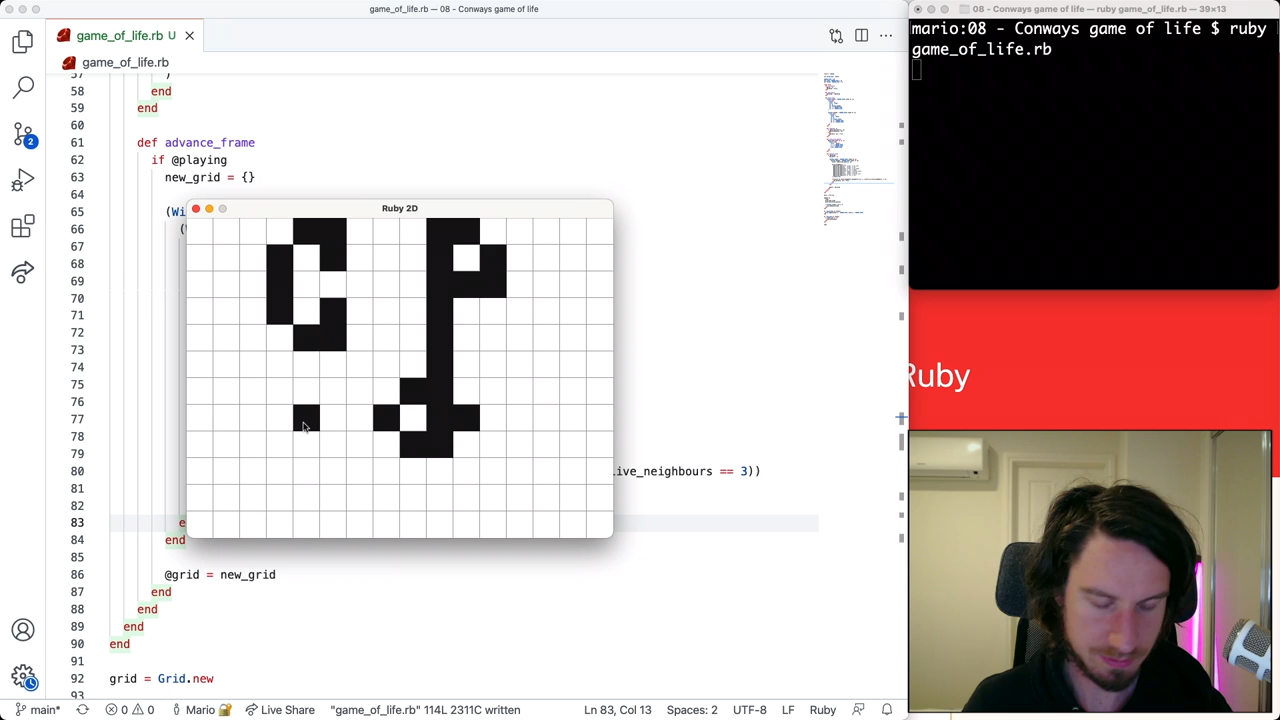 game_of_life.rb — 08 - Conways game of life
08 - Conways game of life — ruby game_of_life.rb — 39×13
game_of_life.rb U
mario:08 - Conways game of life $ ruby
game_of_life.rb
game_of_life.rb
58 end
59 end
60
61 def advance_frame
62 if @playing
63 new_grid = {}
64
65 (Wi
66 (
67
68
69
70
71
72
73
74
75
76
77
78
79
80 ive_neighbours == 3))
81
82
83 e
84 end
85
86 @grid = new_grid
87 end
88 end
89 end
90 end
91
92 grid = Grid.new
93
Ruby 2D
Ruby
2
main* 0 0 Mario Live Share "game_of_life.rb" 114L 2311C written Ln 83, Col 13 Spaces: 2 UTF-8 LF Ruby